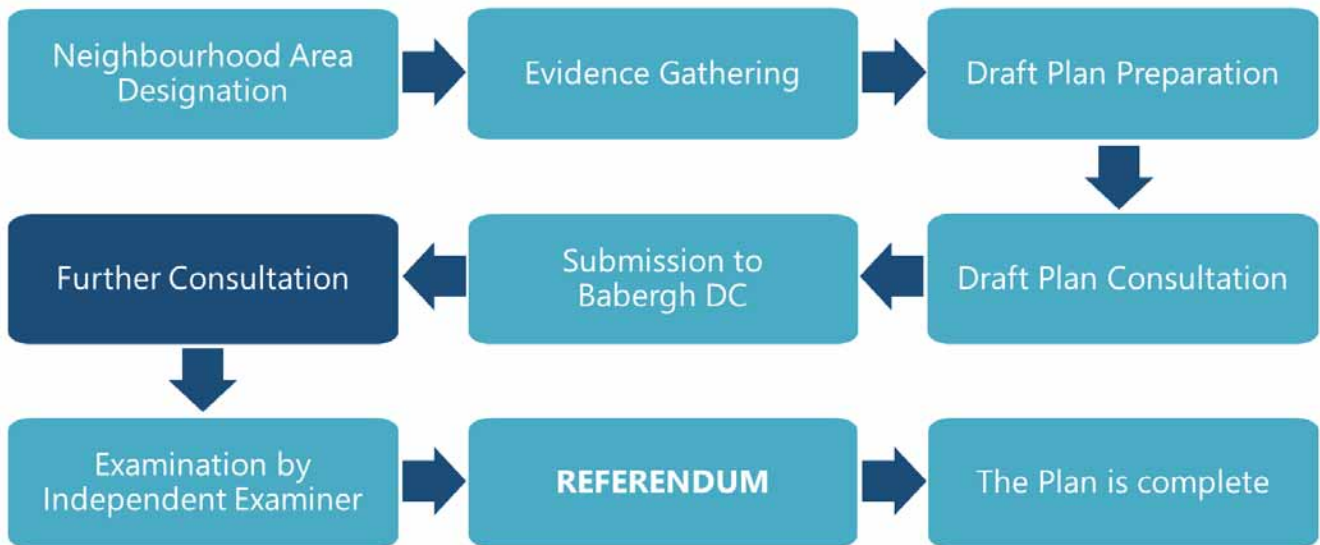 Neighbourhood Area
Designation
Evidence Gathering
Draft Plan Preparation
Draft Plan Consultation
Submission to
Babergh DC
Further Consultation
Examination by
Independent Examiner
REFERENDUM
The Plan is complete